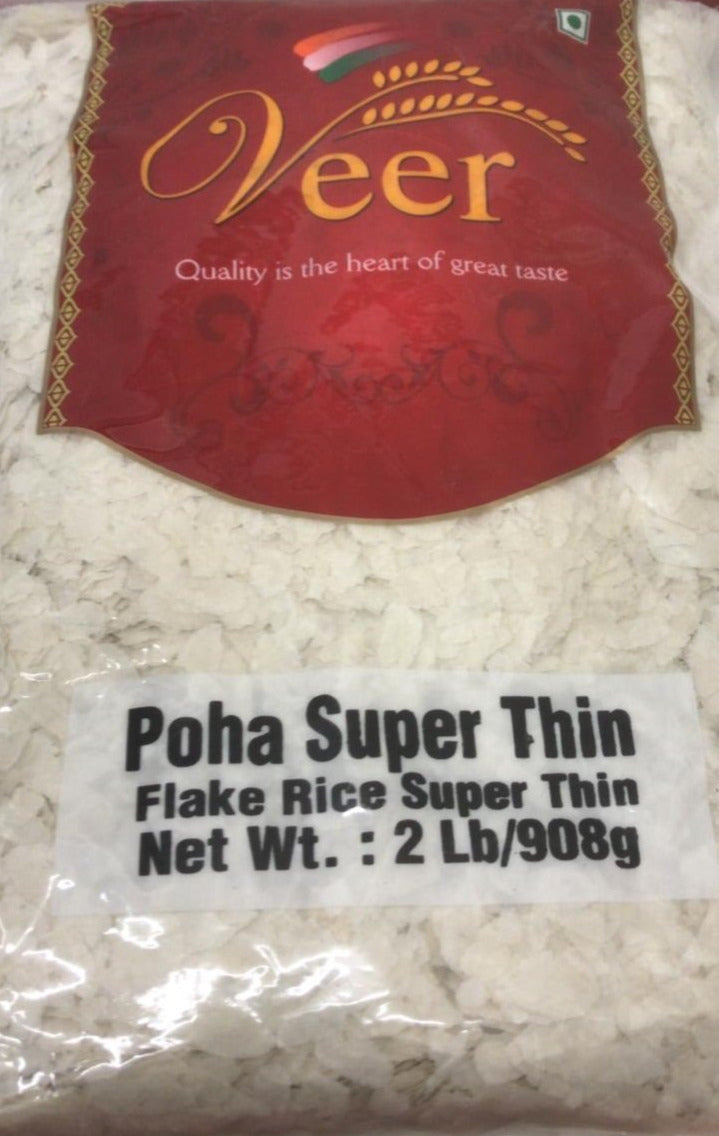 Veer
Quality is the heart of great taste
Poha Super Thin
Flake Rice Super Thin
Net Wt. : 2 Lb/908g